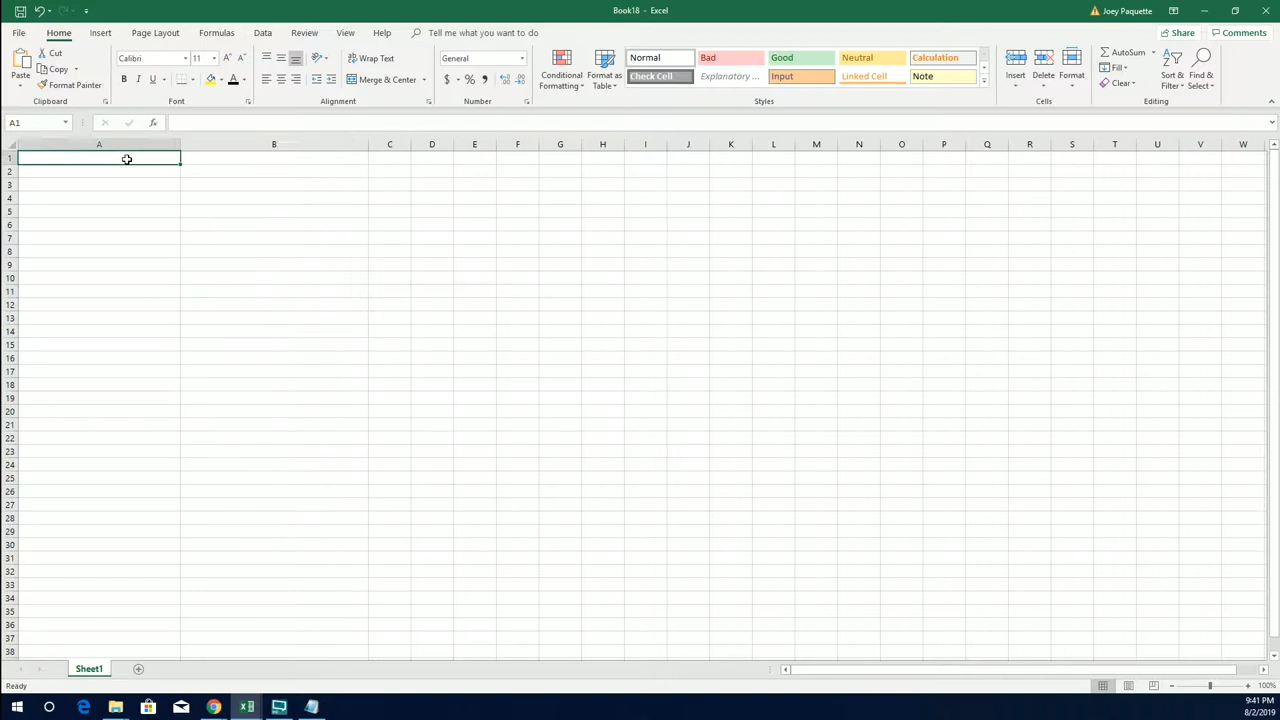 Book18 - Excel
Joey Paquette
File Home Insert Page Layout Formulas Data Review View Help Tell me what you want to do
Share Comments
Paste
Cut
Copy
Format Painter
Clipboard
Calibri 11
B I U
Font
Wrap Text
Merge & Center
Alignment
General
$ % ,
Number
Conditional
Formatting
Format as
Table
Normal Bad Good Neutral Calculation
Check Cell Explanatory ... Input Linked Cell Note
Styles
Insert Delete Format
Cells
AutoSum
Fill
Clear
Sort &
Filter
Find &
Select
Editing
A1 fx
A B C D E F G H I J K L M N O P Q R S T U V W
1
2
3
4
5
6
7
8
9
10
11
12
13
14
15
16
17
18
19
20
21
22
23
24
25
26
27
28
29
30
31
32
33
34
35
36
37
38
Sheet1
Ready
100%
9:41 PM
8/2/2019